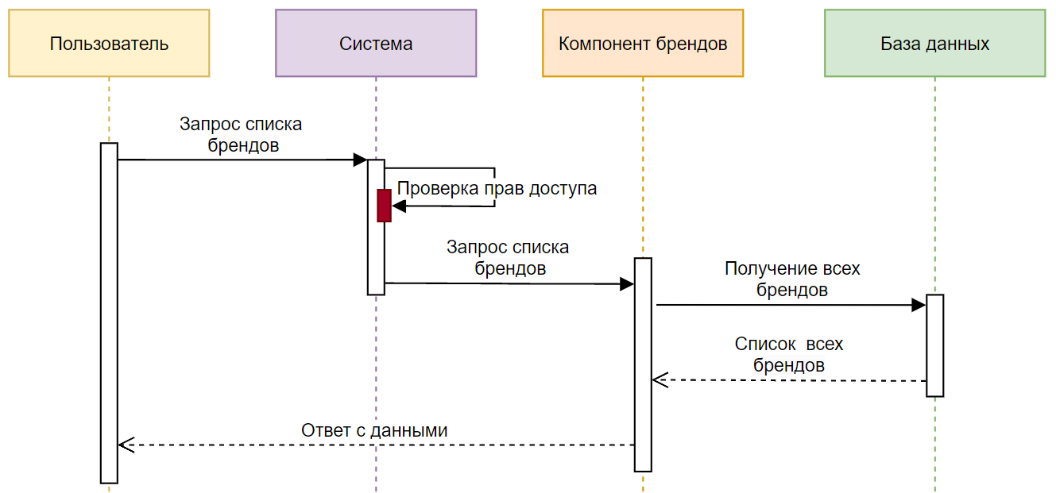 Пользователь
Система
Компонент брендов
База данных
Запрос списка
брендов
Проверка прав доступа
Запрос списка
брендов
Получение всех
брендов
Список всех
брендов
Ответ с данными